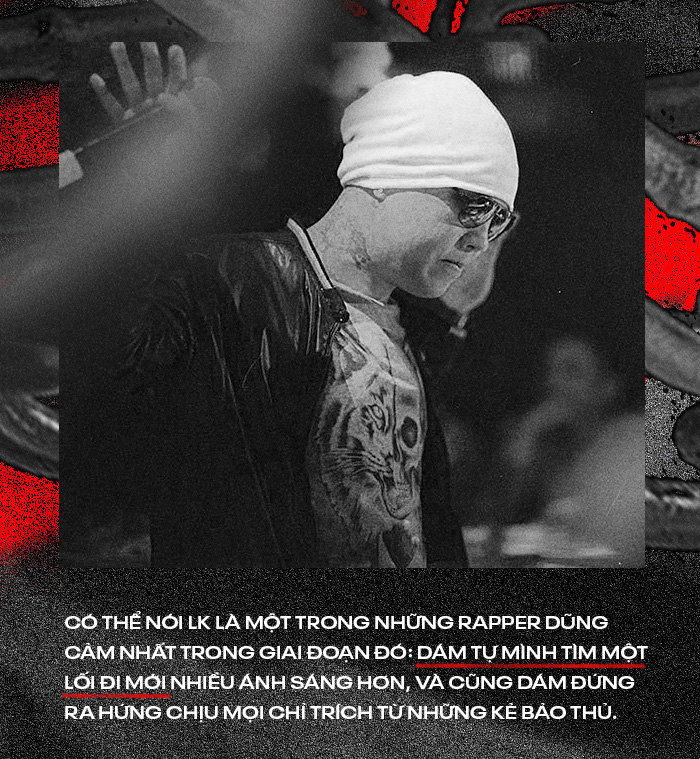 CÓ THỂ NÓI LK LÀ MỘT TRONG NHỮNG RAPPER DŨNG
CẢM NHẤT TRONG GIAI ĐOẠN ĐÓ: DÁM TỰ MÌNH TÌM MỘT
LỐI ĐI MỚI NHIỀU ÁNH SÁNG HƠN, VÀ CŨNG DÁM ĐỨNG
RA HỨNG CHỊU MỌI CHỈ TRÍCH TỪ NHỮNG KẺ BẢO THỦ.